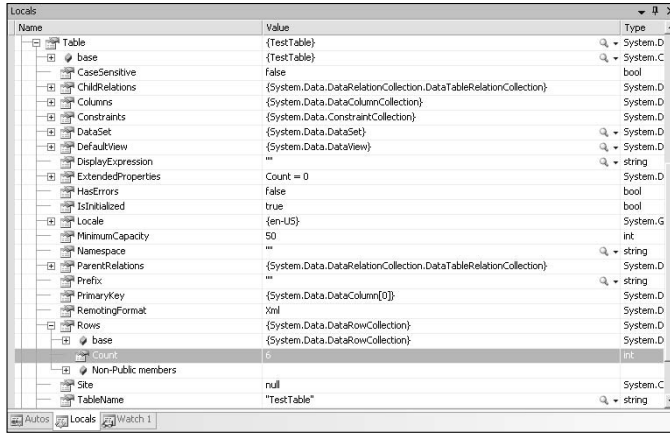 Locals
Name Value Type
Table {TestTable} System.D
base {TestTable} System.C
CaseSensitive false bool
ChildRelations {System.Data.DataRelationCollection.DataTableRelationCollection} System.D
Columns {System.Data.DataColumnCollection} System.D
Constraints {System.Data.ConstraintCollection} System.D
DataSet {System.Data.DataSet} System.D
DefaultView {System.Data.DataView} System.D
DisplayExpression "" string
ExtendedProperties Count = 0 System.D
HasErrors false bool
IsInitialized true bool
Locale {en-US} System.G
MinimumCapacity 50 int
Namespace "" string
ParentRelations {System.Data.DataRelationCollection.DataTableRelationCollection} System.D
Prefix "" string
PrimaryKey {System.Data.DataColumn[0]} System.D
RemotingFormat Xml System.D
Rows {System.Data.DataRowCollection} System.D
base {System.Data.DataRowCollection} System.D
Count 6 int
Non-Public members
Site null System.C
TableName "TestTable" string
Autos Locals Watch 1